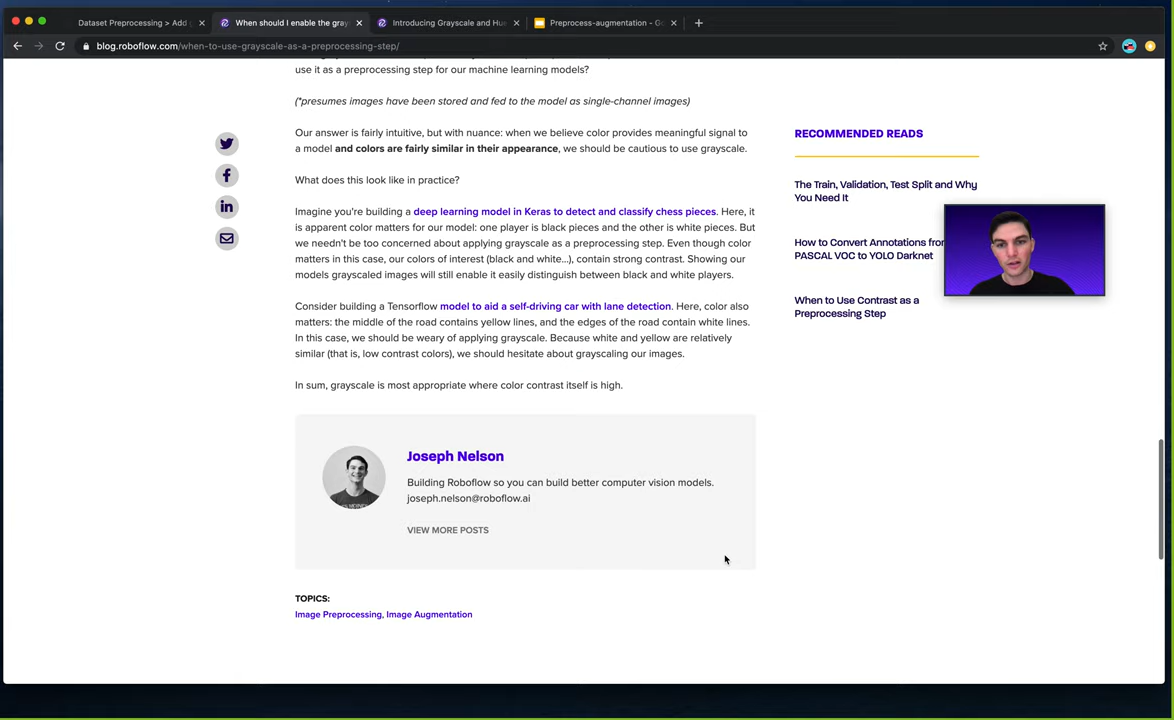 Dataset Preprocessing > Add
When should I enable the gray
Introducing Grayscale and Hue
Preprocess-augmentation - Go
blog.roboflow.com/when-to-use-grayscale-as-a-preprocessing-step/
use it as a preprocessing step for our machine learning models?
(*presumes images have been stored and fed to the model as single-channel images)
Our answer is fairly intuitive, but with nuance: when we believe color provides meaningful signal to
a model and colors are fairly similar in their appearance, we should be cautious to use grayscale.
What does this look like in practice?
Imagine you're building a deep learning model in Keras to detect and classify chess pieces. Here, it
is apparent color matters for our model: one player is black pieces and the other is white pieces. But
we needn't be too concerned about applying grayscale as a preprocessing step. Even though color
matters in this case, our colors of interest (black and white...), contain strong contrast. Showing our
models grayscaled images will still enable it easily distinguish between black and white players.
Consider building a Tensorflow model to aid a self-driving car with lane detection. Here, color also
matters: the middle of the road contains yellow lines, and the edges of the road contain white lines.
In this case, we should be weary of applying grayscale. Because white and yellow are relatively
similar (that is, low contrast colors), we should hesitate about grayscaling our images.
In sum, grayscale is most appropriate where color contrast itself is high.
Joseph Nelson
Building Roboflow so you can build better computer vision models.
joseph.nelson@roboflow.ai
VIEW MORE POSTS
TOPICS:
Image Preprocessing, Image Augmentation
RECOMMENDED READS
The Train, Validation, Test Split and Why
You Need It
How to Convert Annotations from
PASCAL VOC to YOLO Darknet
When to Use Contrast as a
Preprocessing Step